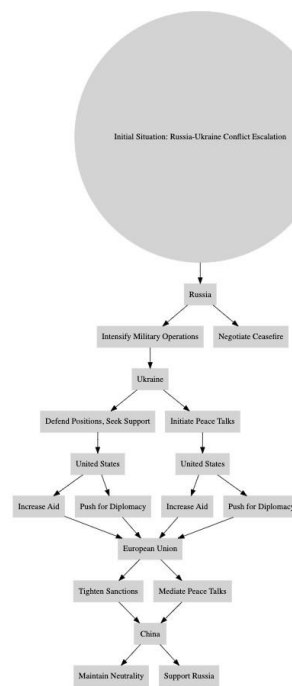 Initial Situation: Russia-Ukraine Conflict Escalation
Russia
Intensify Military Operations
Negotiate Ceasefire
Ukraine
Defend Positions, Seek Support
Initiate Peace Talks
United States
United States
Increase Aid
Push for Diplomacy
Increase Aid
Push for Diplomacy
European Union
Tighten Sanctions
Mediate Peace Talks
China
Maintain Neutrality
Support Russia